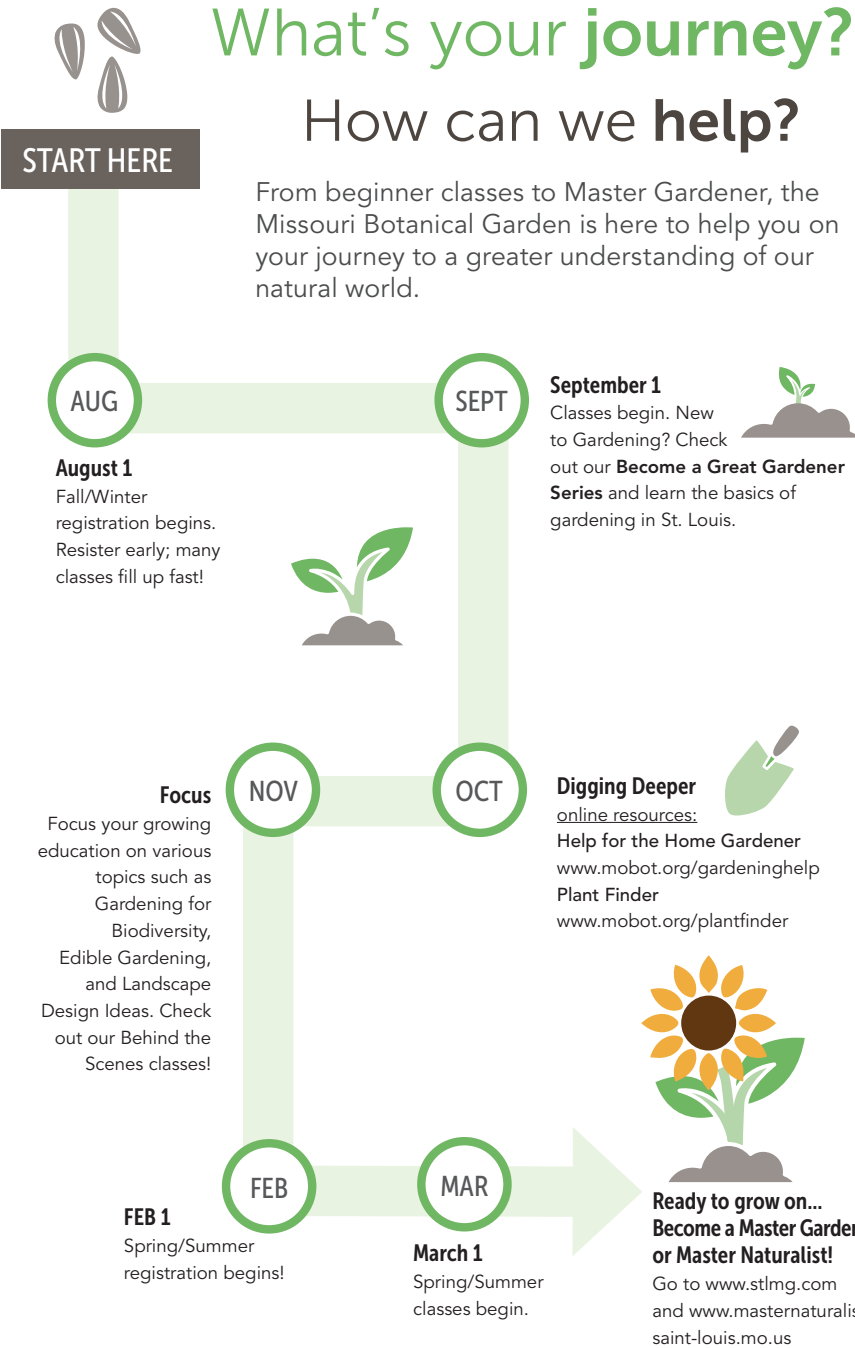 What's your journey?
How can we help?
START HERE
From beginner classes to Master Gardener, the
Missouri Botanical Garden is here to help you on
your journey to a greater understanding of our
natural world.
AUG
August 1
Fall/Winter
registration begins.
Resister early; many
classes fill up fast!
SEPT
September 1
Classes begin. New
to Gardening? Check
out our Become a Great Gardener
Series and learn the basics of
gardening in St. Louis.
OCT
Digging Deeper
online resources:
Help for the Home Gardener
www.mobot.org/gardeninghelp
Plant Finder
www.mobot.org/plantfinder
NOV
Focus
Focus your growing
education on various
topics such as
Gardening for
Biodiversity,
Edible Gardening,
and Landscape
Design Ideas. Check
out our Behind the
Scenes classes!
FEB
FEB 1
Spring/Summer
registration begins!
MAR
March 1
Spring/Summer
classes begin.
Ready to grow on...
Become a Master
or Master Naturalist!
Go to www.stlmg.com
and
saint-louis.mo.us